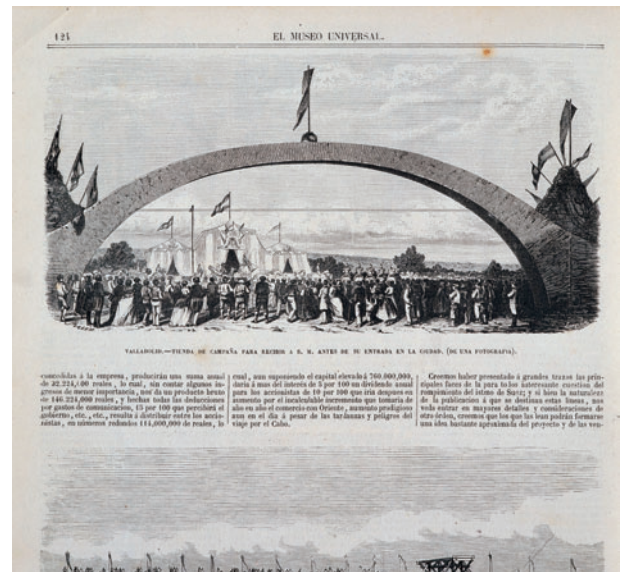 124
EL MUSEO UNIVERSAL.
VALLADOLID.—TIENDA DE CAMPAÑA PARA RECIBIR A S. M. ANTES DE SU ENTRADA EN LA CIUDAD. (DE UNA FOTOGRAFIA).
concedidas á la empresa, producirán una suma anual
de 32.224,000 reales, lo cual, sin contar algunos in-
gresos de menor importancia, nos da un producto bruto
de 146.224,000 reales, y hechas todas las deducciones
por gastos de comunicacion, 15 por 100 que percibirá el
gobierno, etc., etc., resulta á distribuir entre los accio-
nistas, en números redondos 114,000,000 de reales, lo
cual, aun suponiendo el capital elevado á 760.000,000,
daria á mas del interés de 5 por 100 un dividendo anual
para los accionistas de 10 por 100 que iria despues en
aumento por el incalculable incremento que tomaria de
año en año el comercio con Oriente, aumento prodigioso
aun en el dia á pesar de las tardanzas y peligros del
viaje por el Cabo.
Creemos haber presentado á grandes trazos las prin-
cipales faces de la para todos interesante cuestion del
rompimiento del istmo de Suez; y si bien la naturaleza
de la publicacion á que se destinan estas lineas, nos
veda entrar en mayores detalles y consideraciones de
otro órden, creemos que los que las lean podrán formarse
una idea bastante aproximada del proyecto y de las ven-